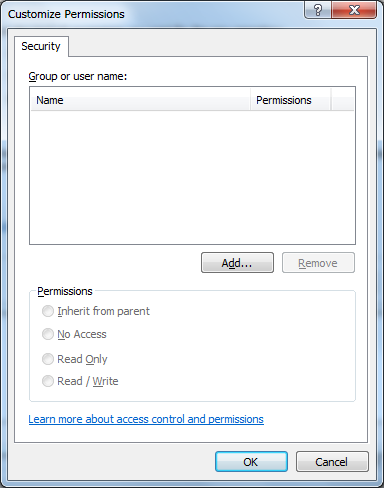 Customize Permissions
Security
Group or user name:
Name Permissions
Add... Remove
Permissions
Inherit from parent
No Access
Read Only
Read / Write
Learn more about access control and permissions
OK Cancel